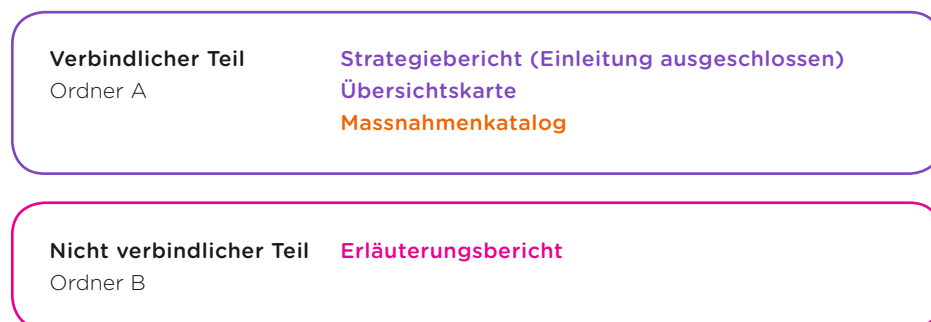 Verbindlicher Teil Strategiebericht (Einleitung ausgeschlossen)
Ordner A Übersichtskarte
Massnahmenkatalog
Nicht verbindlicher Teil Erläuterungsbericht
Ordner B